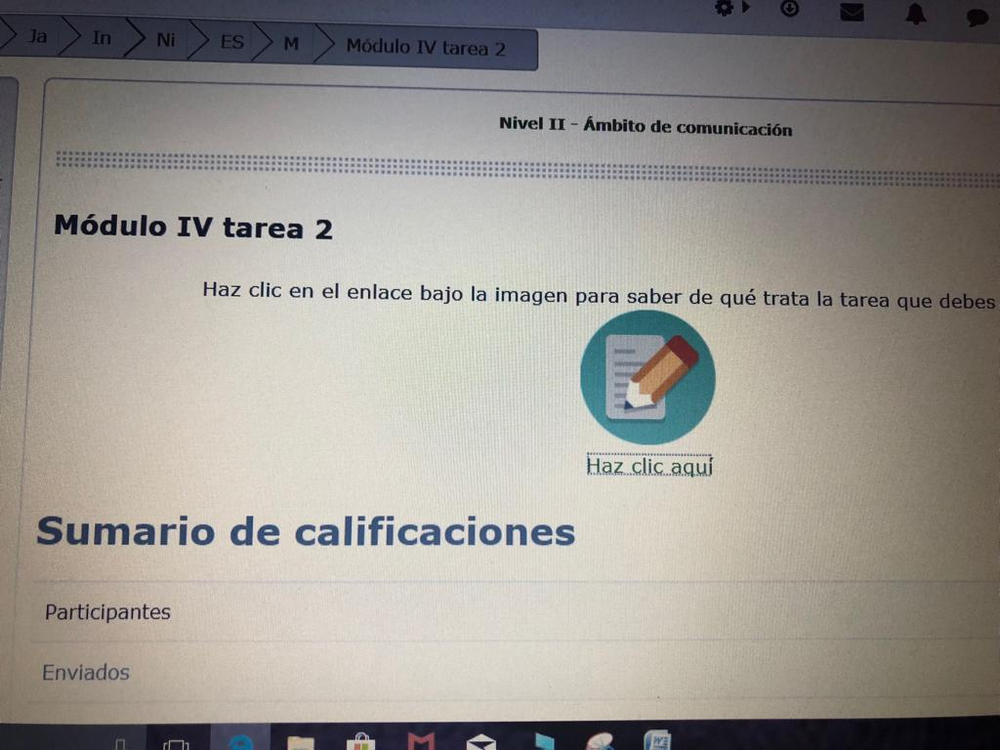 Ja In Ni ES M Módulo IV tarea 2
Nivel II - Ámbito de comunicación
Módulo IV tarea 2
Haz clic en el enlace bajo la imagen para saber de qué trata la tarea que debes
Haz clic aquí
Sumario de calificaciones
Participantes
Enviados